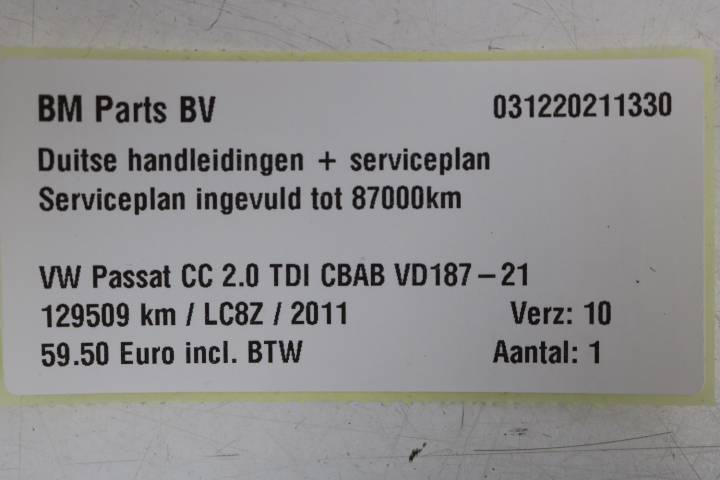 BM Parts BV 031220211330
Duitse handleidingen + serviceplan
Serviceplan ingevuld tot 87000km
VW Passat CC 2.0 TDI CBAB VD187-21
129509 km / LC8Z / 2011 Verz: 10
59.50 Euro incl. BTW Aantal: 1